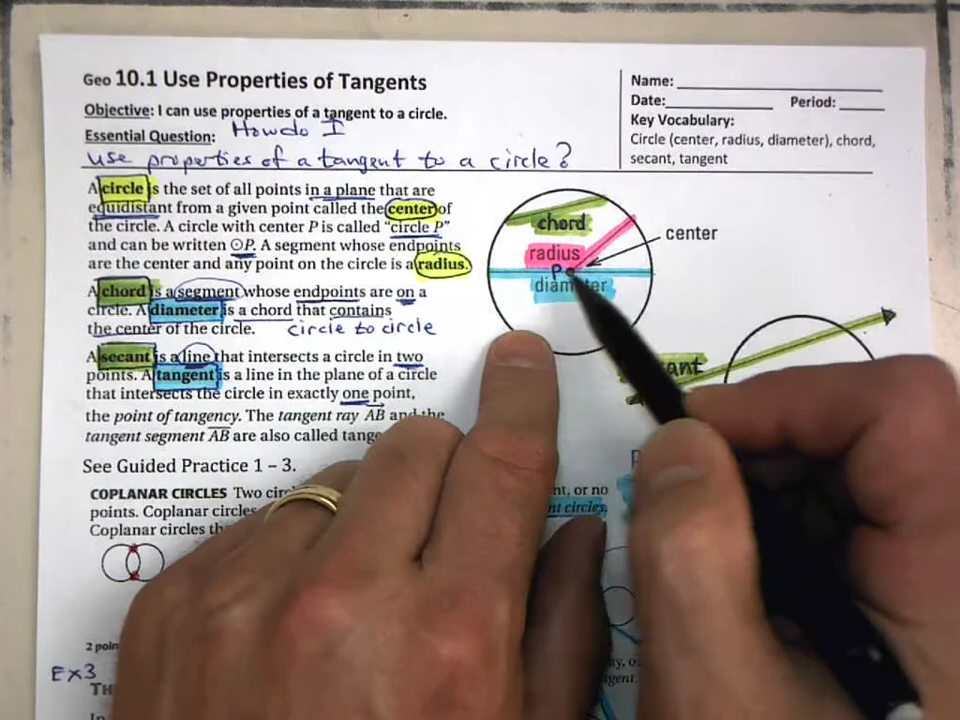 Geo 10.1 Use Properties of Tangents
Objective: I can use properties of a tangent to a circle.
Essential Question: How do I
use properties of a tangent to a circle?
Name:
Date: Period:
Key Vocabulary:
Circle (center, radius, diameter), chord,
secant, tangent
A circle is the set of all points in a plane that are
equidistant from a given point called the center of
the circle. A circle with center P is called "circle P"
and can be written ⊙P. A segment whose endpoints
are the center and any point on the circle is a radius.
A chord is a segment whose endpoints are on a
circle. A diameter is a chord that contains
the center of the circle. circle to circle
A secant is a line that intersects a circle in two
points. A tangent is a line in the plane of a circle
that intersects the circle in exactly one point,
the point of tangency. The tangent ray AB and the
tangent segment AB are also called
See Guided Practice 1 – 3.
COPLANAR CIRCLES Two
points. Coplanar circles
Coplanar circles
chord
radius
center
P
diameter
or no
circles.
2
Ex3